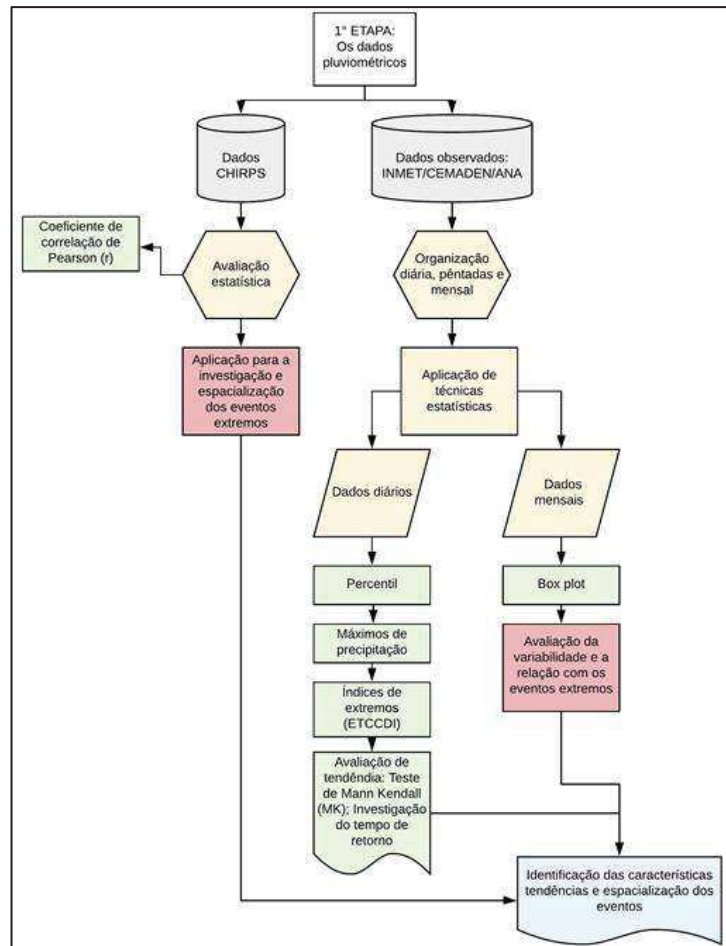 1° ETAPA:
Os dados
pluviométricos
Dados
CHIRPS
Dados observados:
INMET/CEMADEN/ANA
Coeficiente de
correlação de
Pearson (r)
Avaliação
estatística
Organização
diária, pêntadas e
mensal
Aplicação para a
investigação e
espacialização
dos eventos
extremos
Aplicação de
técnicas
estatísticas
Dados diários
Dados
mensais
Percentil
Box plot
Máximos de
precipitação
Avaliação da
variabilidade e a
relação com os
eventos extremos
Índices de
extremos
(ETCCDI)
Avaliação de
tendêndia: Teste
de Mann Kendall
(MK); Investigação
do tempo de
retorno
Identificação das características
tendências e espacialização dos
eventos